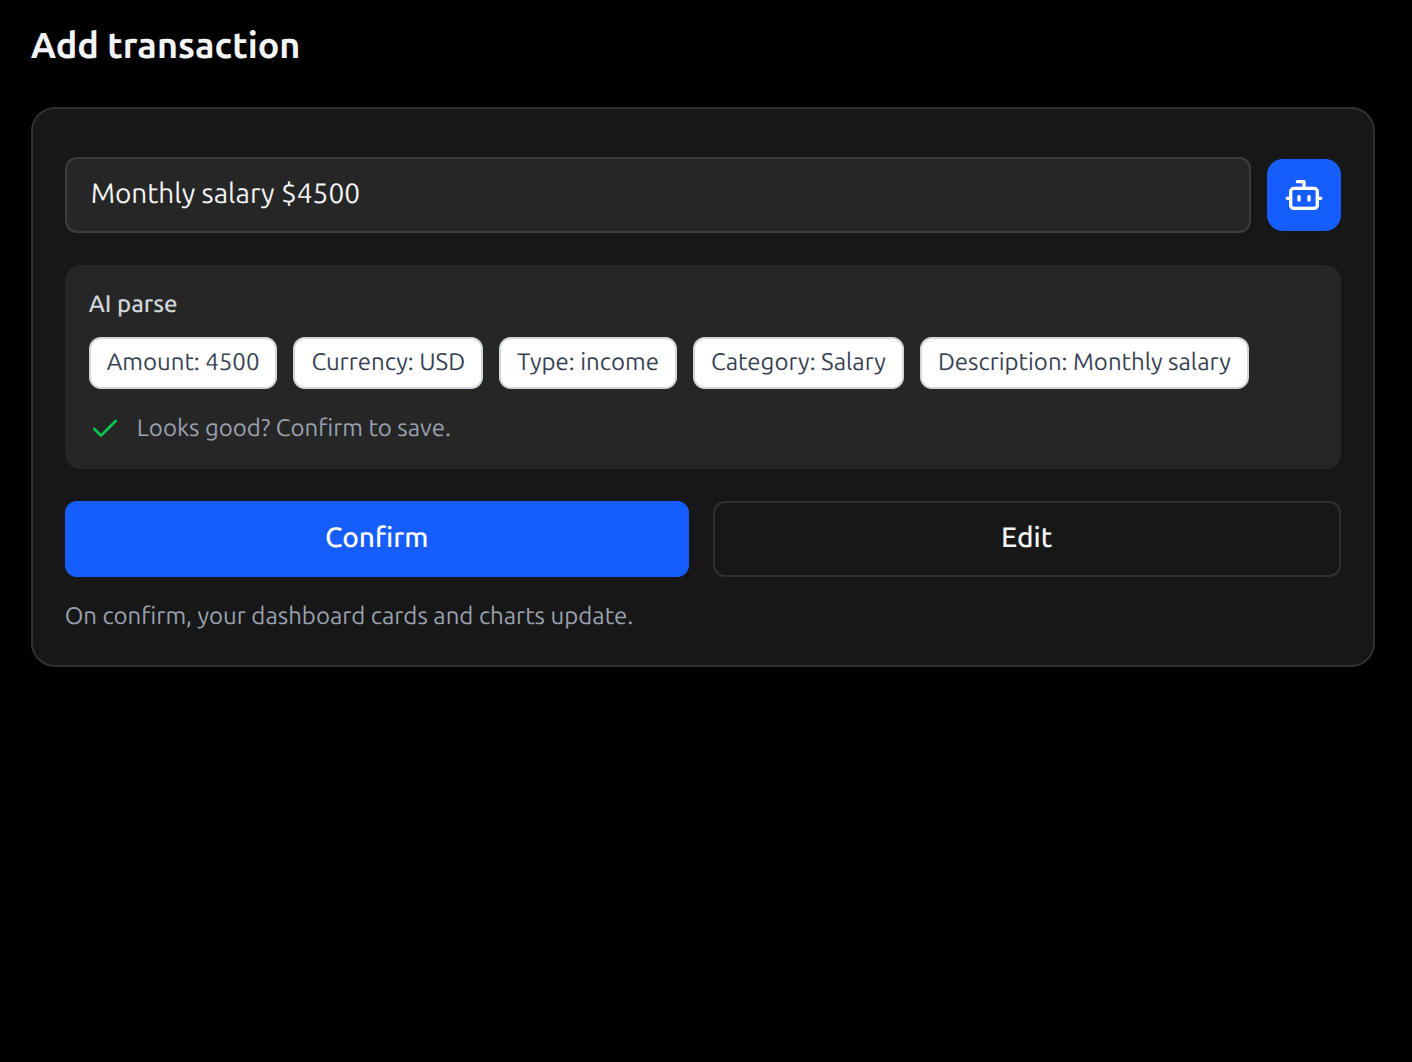 Add transaction
Monthly salary $4500
AI parse
Amount: 4500 Currency: USD Type: income Category: Salary Description: Monthly salary
Looks good? Confirm to save.
Confirm Edit
On confirm, your dashboard cards and charts update.